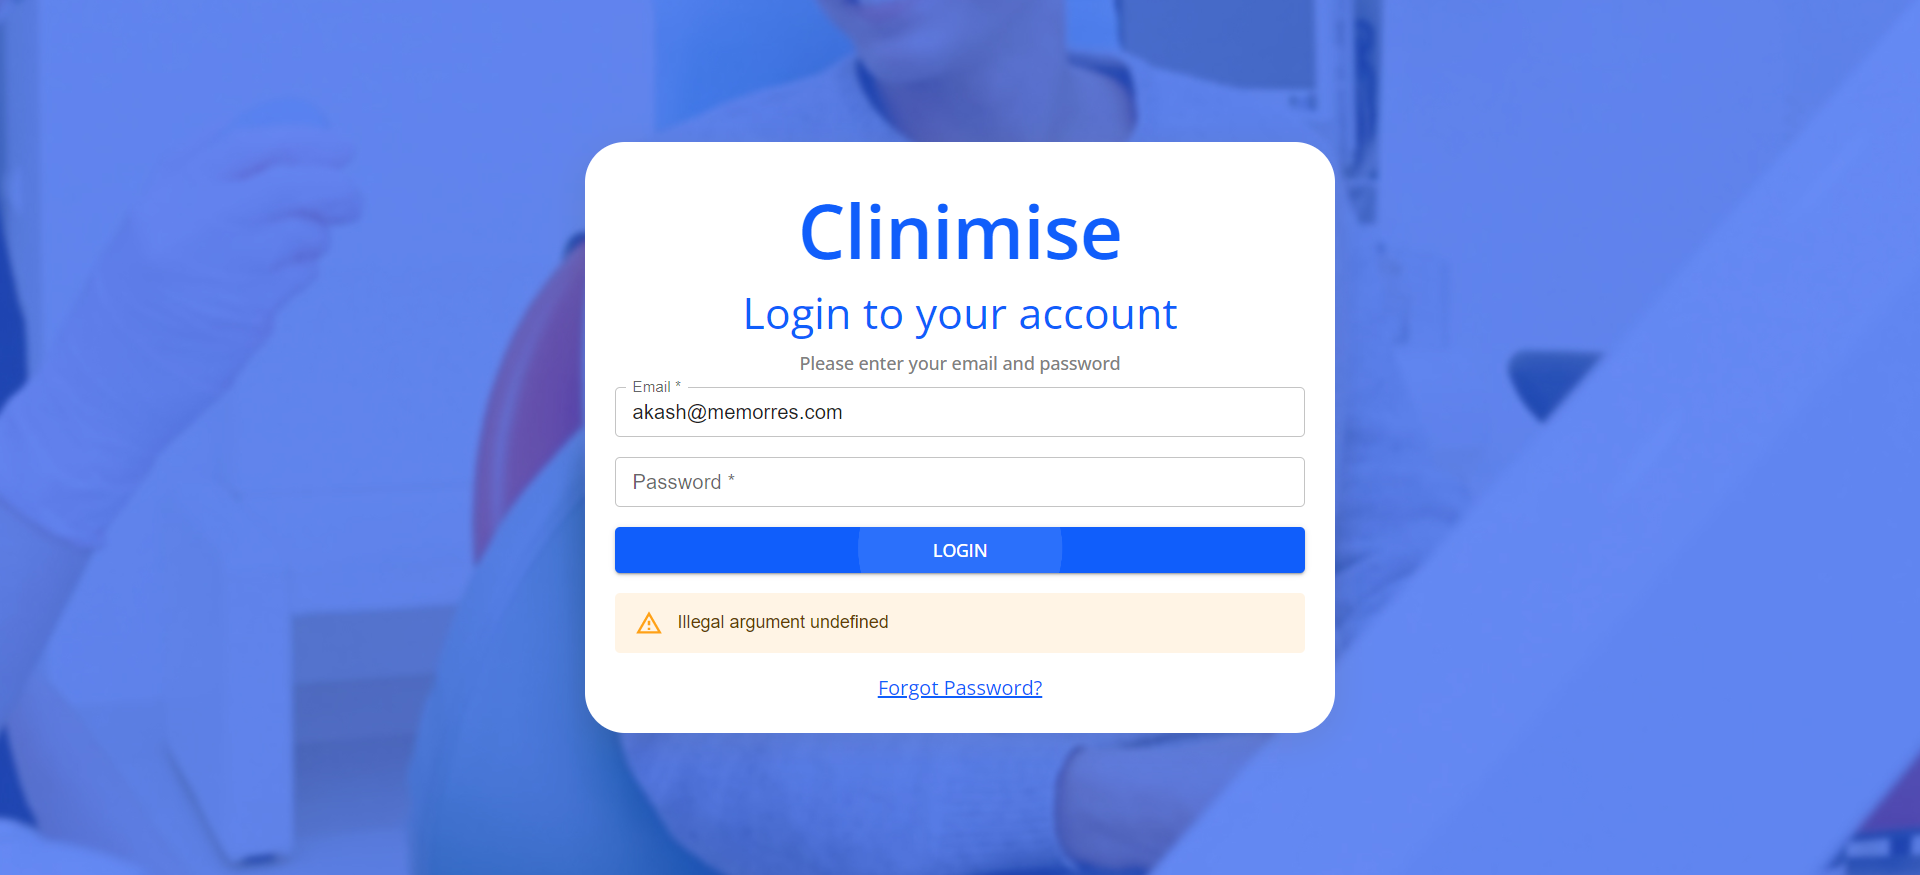 Clinimise
Login to your account
Please enter your email and password
Email *
akash@memorres.com
Password *
LOGIN
Illegal argument undefined
Forgot Password?